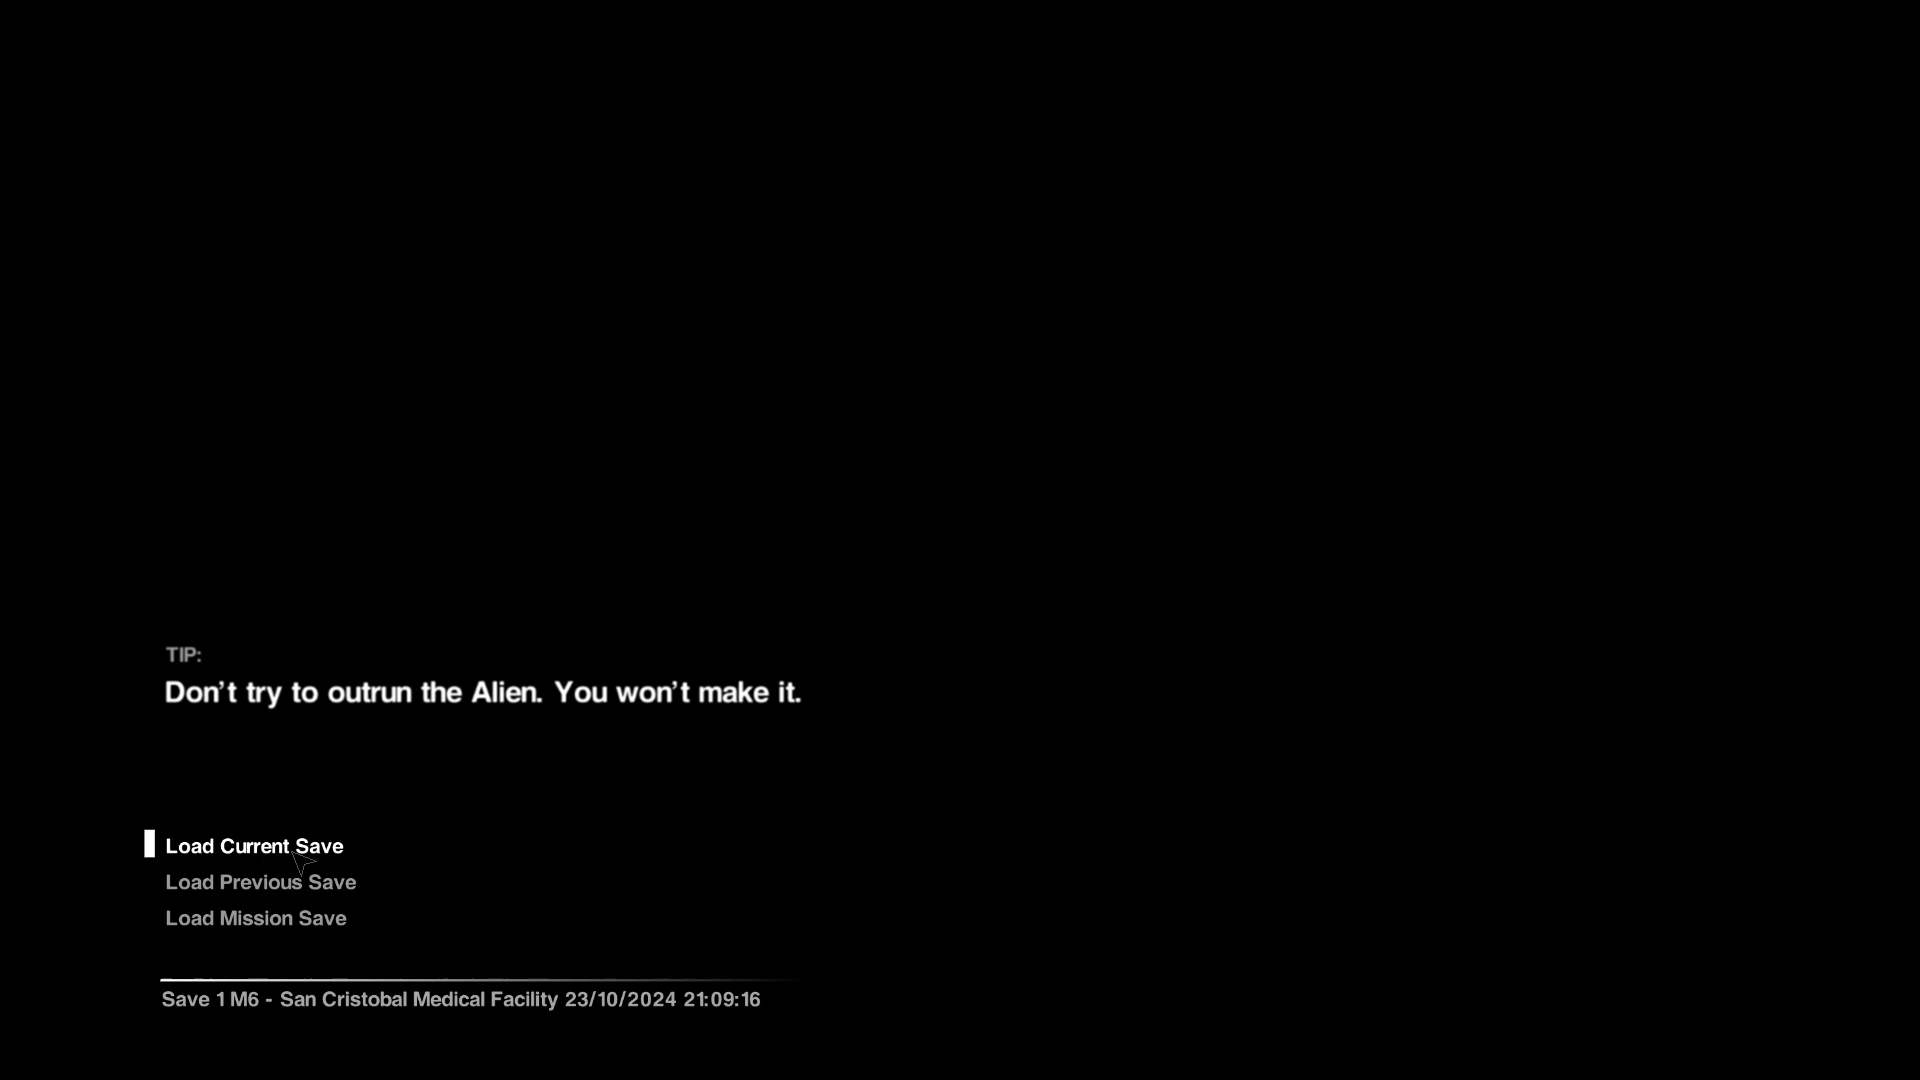 TIP:
Don’t try to outrun the Alien. You won’t make it.
Load Current Save
Load Previous Save
Load Mission Save
Save 1 M6 - San Cristobal Medical Facility 23/10/2024 21:09:16